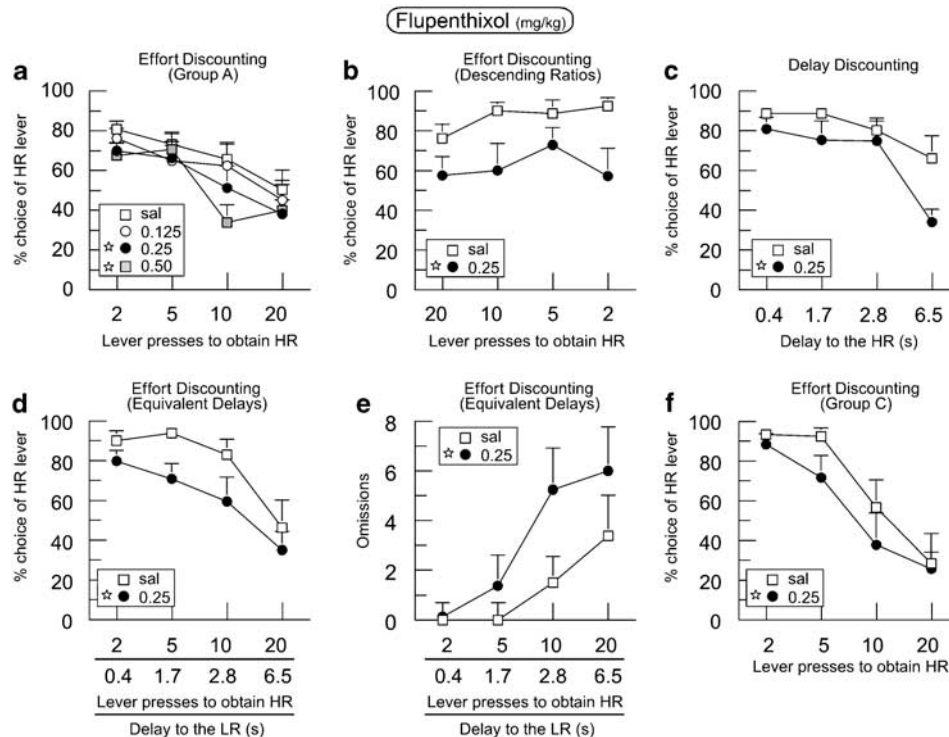 Flupenthixol (mg/kg)
a
Effort Discounting
(Group A)
% choice of HR lever
100
80
60
40
20
0
sal
0.125
☆ 0.25
☆ 0.50
2 5 10 20
Lever presses to obtain HR
b
Effort Discounting
(Descending Ratios)
% choice of HR lever
100
80
60
40
20
0
sal
☆ 0.25
20 10 5 2
Lever presses to obtain HR
c
Delay Discounting
% choice of HR lever
100
80
60
40
20
0
sal
☆ 0.25
0.4 1.7 2.8 6.5
Delay to the HR (s)
d
Effort Discounting
(Equivalent Delays)
% choice of HR lever
100
80
60
40
20
0
sal
☆ 0.25
2 5 10 20
0.4 1.7 2.8 6.5
Lever presses to obtain HR
Delay to the LR (s)
e
Effort Discounting
(Equivalent Delays)
Omissions
8
6
4
2
0
sal
☆ 0.25
2 5 10 20
0.4 1.7 2.8 6.5
Lever presses to obtain HR
Delay to the LR (s)
f
Effort Discounting
(Group C)
% choice of HR lever
100
80
60
40
20
0
sal
☆ 0.25
2 5 10 20
Lever presses to obtain HR